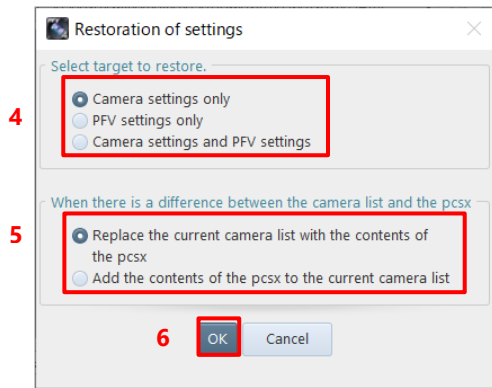 Restoration of settings
Select target to restore.
4
Camera settings only
PFV settings only
Camera settings and PFV settings
When there is a difference between the camera list and the pcsx
5
Replace the current camera list with the contents of
the pcsx
Add the contents of the pcsx to the current camera list
6
OK
Cancel